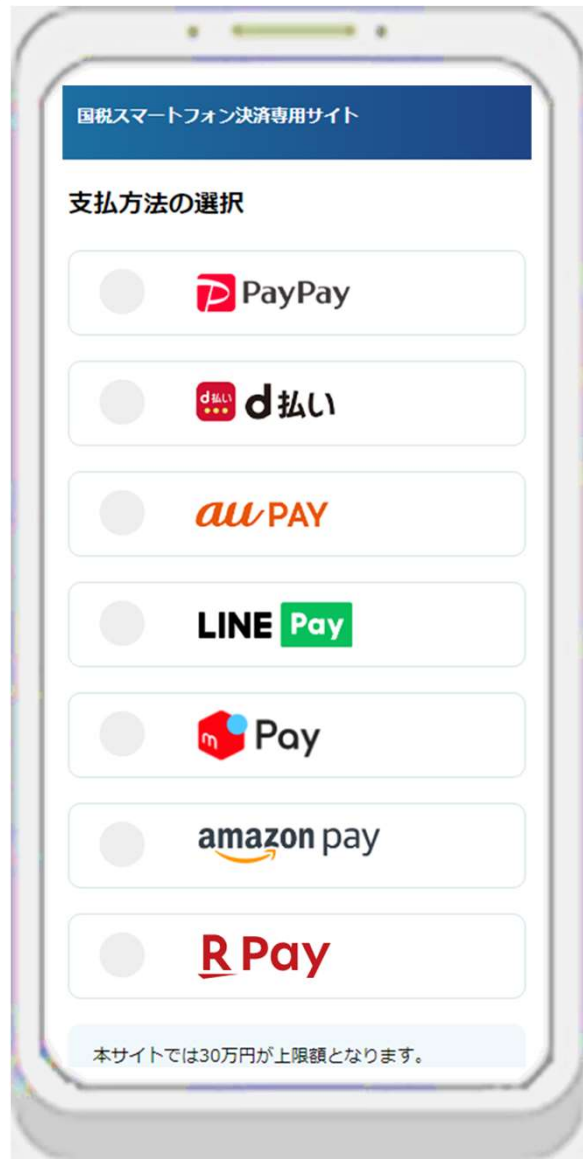 国税スマートフォン決済専用サイト
支払方法の選択
PayPay
d払い d払い
au PAY
LINE Pay
m Pay
amazon pay
R Pay
本サイトでは30万円が上限額となります。